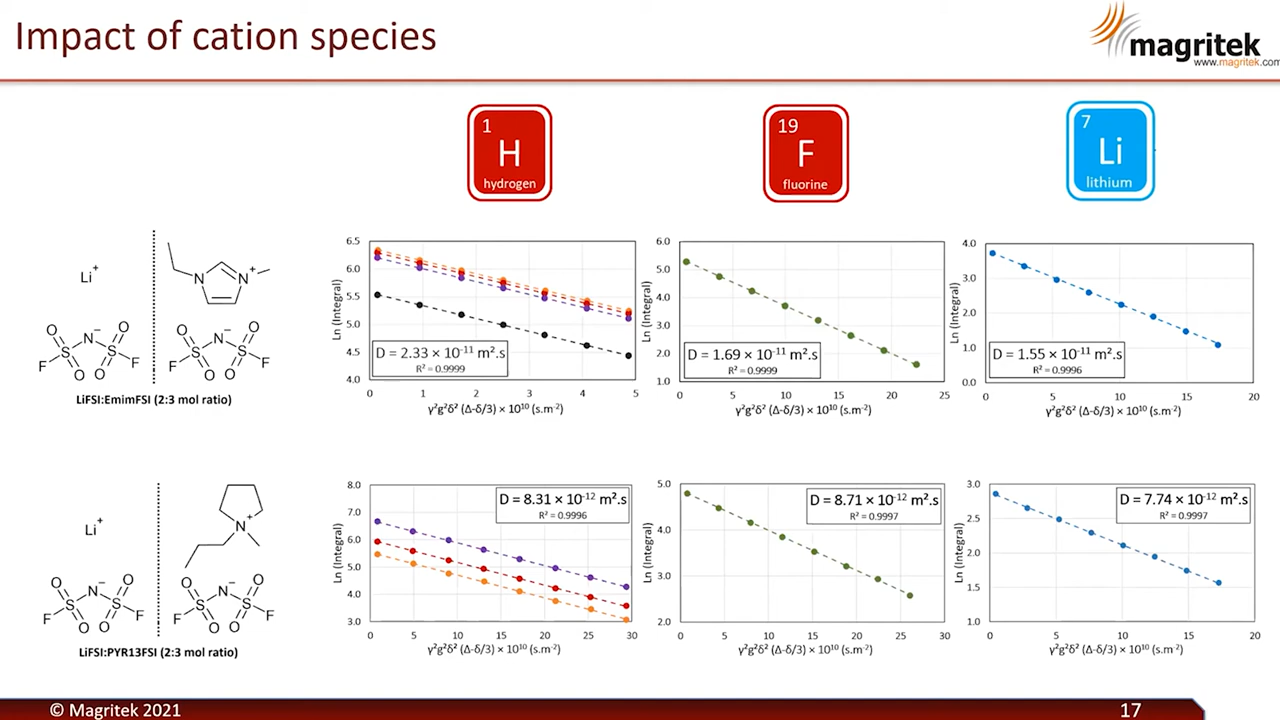 Impact of cation species
magritek
www.magritek.com
1
H
hydrogen
19
F
fluorine
7
Li
lithium
Li+
N
N+
O O O O
S N− S
F O O F
O O
S N− S
F O O F
LiFSI:EmimFSI (2:3 mol ratio)
Ln (Integral)
6.5
6.0
5.5
5.0
4.5
4.0
D = 2.33 × 10-11 m².s
R² = 0.9999
0 1 2 3 4 5
γ²g²δ² (Δ-δ/3) × 10¹⁰ (s.m-2)
Ln (Integral)
6.0
5.0
4.0
3.0
2.0
1.0
D = 1.69 × 10-11 m².s
R² = 0.9999
0 5 10 15 20 25
γ²g²δ² (Δ-δ/3) × 10¹⁰ (s.m-2)
Ln (Integral)
4.0
3.0
2.0
1.0
0.0
D = 1.55 × 10-11 m².s
R² = 0.9996
0 5 10 15 20
γ²g²δ² (Δ-δ/3) × 10¹⁰ (s.m-2)
Li+
N+
O O O O
S N− S
F O O F
S N− S
F O O F
LiFSI:PYR13FSI (2:3 mol ratio)
Ln (Integral)
8.0
7.0
6.0
5.0
4.0
3.0
D = 8.31 × 10-12 m².s
R² = 0.9996
0 5 10 15 20 25 30
γ²g²δ² (Δ-δ/3) × 10¹⁰ (s.m-2)
Ln (Integral)
5.0
4.0
3.0
2.0
D = 8.71 × 10-12 m².s
R² = 0.9997
0 5 10 15 20 25 30
γ²g²δ² (Δ-δ/3) × 10¹⁰ (s.m-2)
Ln (Integral)
3.0
2.5
2.0
1.5
1.0
D = 7.74 × 10-12 m².s
R² = 0.9997
0 5 10 15 20
γ²g²δ² (Δ-δ/3) × 10¹⁰ (s.m-2)
© Magritek 2021
17